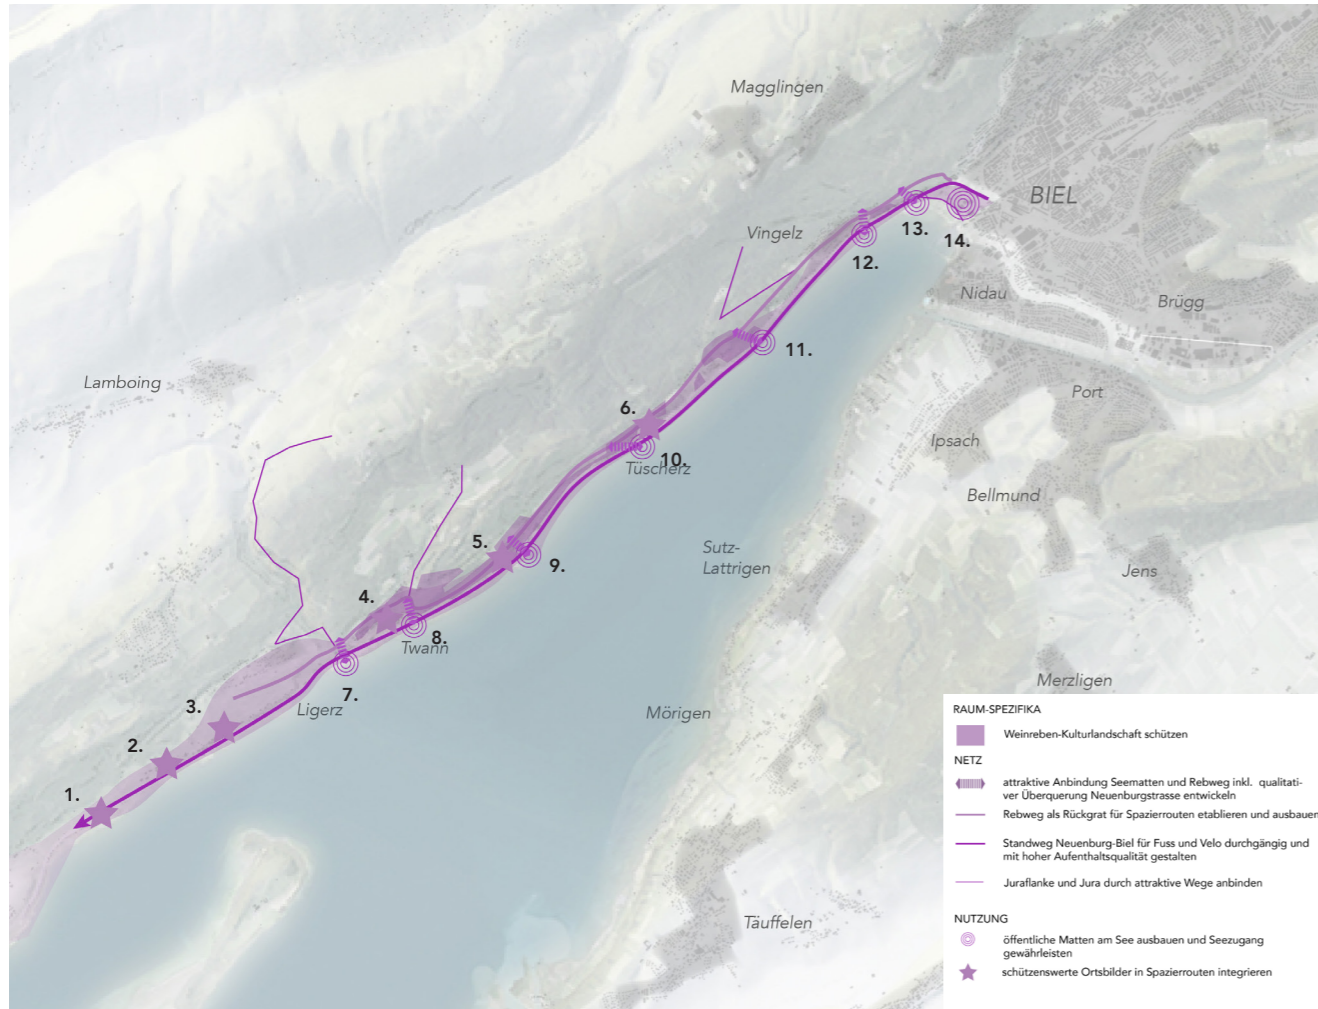 Magglingen
BIEL
13.
14.
Vingelz
12.
Nidau
Brügg
11.
Lamboing
Port
6.
Ipsach
10.
Tüscherz
Bellmund
5.
Sutz-
Lattrigen
9.
Jens
4.
8.
Twann
7.
Merzligen
3.
Ligerz
Mörigen
2.
1.
Täuffelen
RAUM-SPEZIFIKA
Weinreben-Kulturlandschaft schützen
NETZ
attraktive Anbindung Seematten und Rebweg inkl. qualitati-
ver Überquerung Neuenburgstrasse entwickeln
Rebweg als Rückgrat für Spazierrouten etablieren und ausbauen
Standweg Neuenburg-Biel für Fuss und Velo durchgängig und
mit hoher Aufenthaltsqualität gestalten
Juraflanke und Jura durch attraktive Wege anbinden
NUTZUNG
öffentliche Matten am See ausbauen und Seezugang
gewährleisten
schützenswerte Ortsbilder in Spazierrouten integrieren